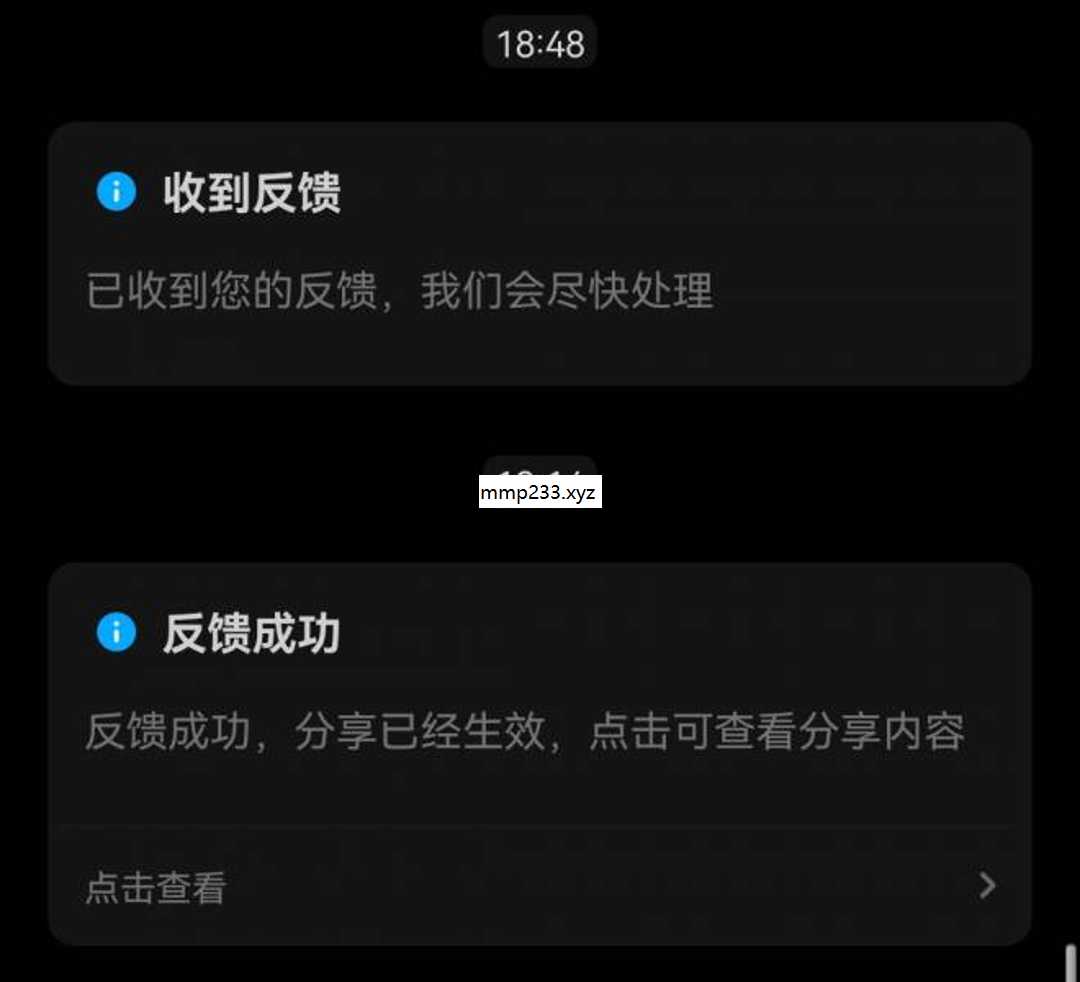 18:48
收到反馈
已收到您的反馈，我们会尽快处理
mmp233.xyz
反馈成功
反馈成功，分享已经生效，点击可查看分享内容
点击查看